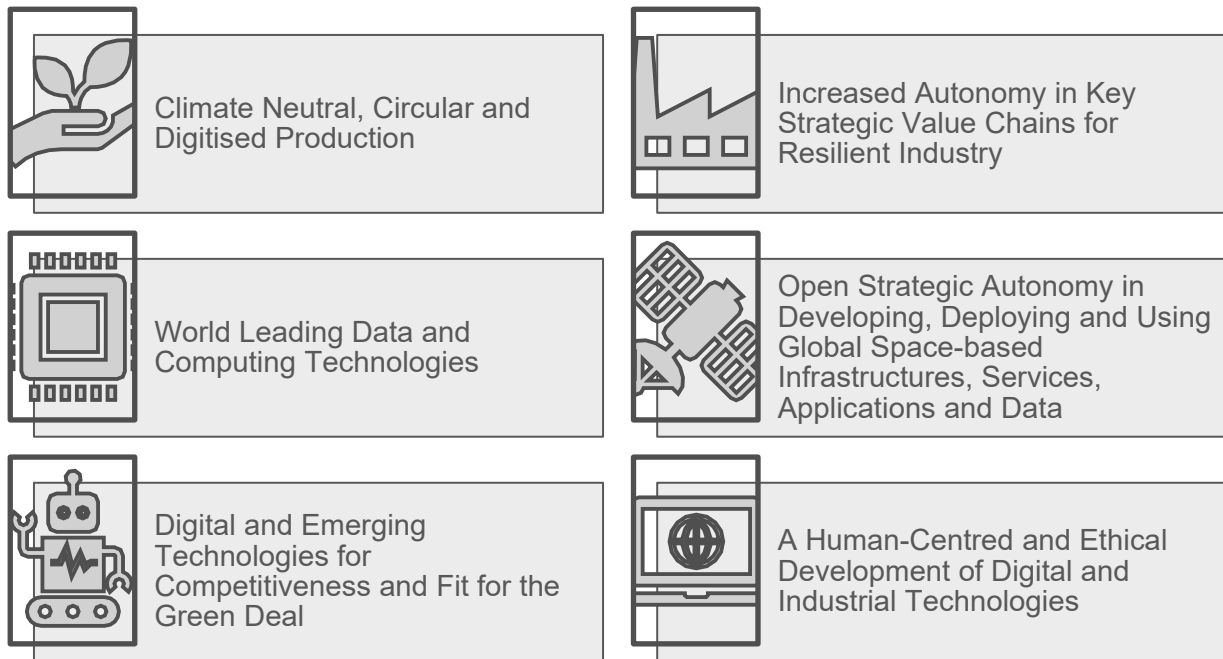 Climate Neutral, Circular and
Digitised Production
Increased Autonomy in Key
Strategic Value Chains for
Resilient Industry
World Leading Data and
Computing Technologies
Open Strategic Autonomy in
Developing, Deploying and Using
Global Space-based
Infrastructures, Services,
Applications and Data
Digital and Emerging
Technologies for
Competitiveness and Fit for the
Green Deal
A Human-Centred and Ethical
Development of Digital and
Industrial Technologies